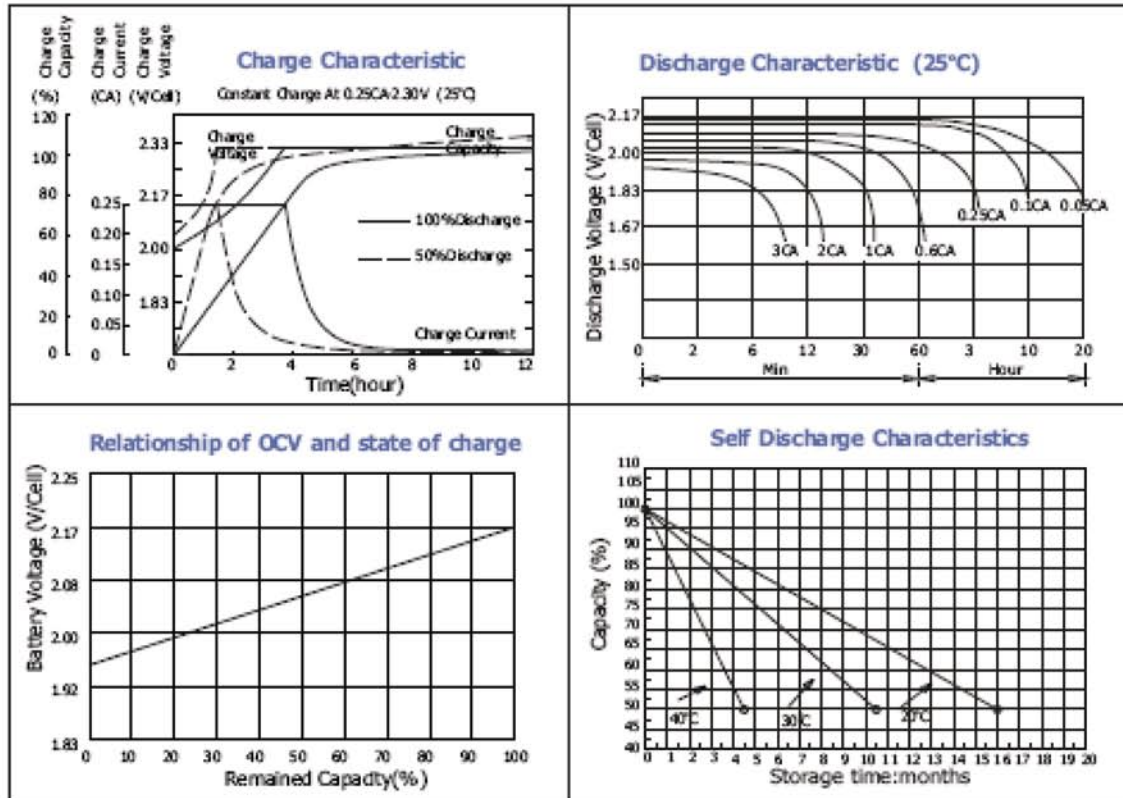 Charge Capacity
Charge Current
Charge Voltage
(%)
(CA)
(V/Cell)
Charge Characteristic
Constant Charge At 0.25CA-2.30V (25°C)
120
100
80
60
40
20
0
0.25
0.20
0.15
0.10
0.05
0
2.33
2.17
2.00
1.83
Charge Voltage
Charge Capacity
100%Discharge
50%Discharge
Charge Current
0 2 4 6 8 10 12
Time(hour)
Discharge Characteristic (25°C)
Discharge Voltage (V/Cell)
2.17
2.00
1.83
1.67
1.50
3CA 2CA 1CA 0.6CA 0.25CA 0.1CA 0.05CA
0 2 6 12 30 60 3 10 20
Min Hour
Relationship of OCV and state of charge
Battery Voltage (V/Cell)
2.25
2.17
2.08
2.00
1.92
1.83
0 10 20 30 40 50 60 70 80 90 100
Remained Capacity(%)
Self Discharge Characteristics
Capacity (%)
110
105
100
95
90
85
80
75
70
65
60
55
50
45
40
40°C 30°C 20°C
0 1 2 3 4 5 6 7 8 9 10 11 12 13 14 15 16 17 18 19 20
Storage time:months